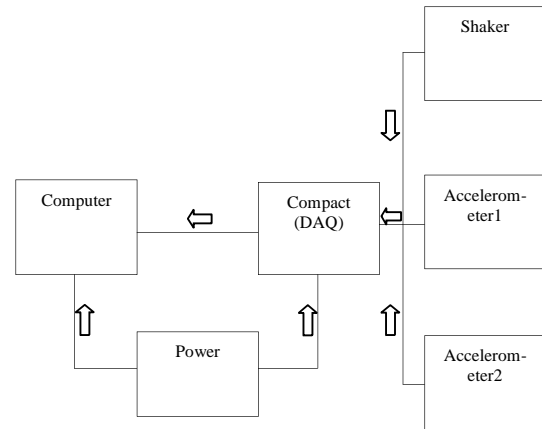 Shaker
Computer
Compact
(DAQ)
Accelerom-
eter1
Power
Accelerom-
eter2